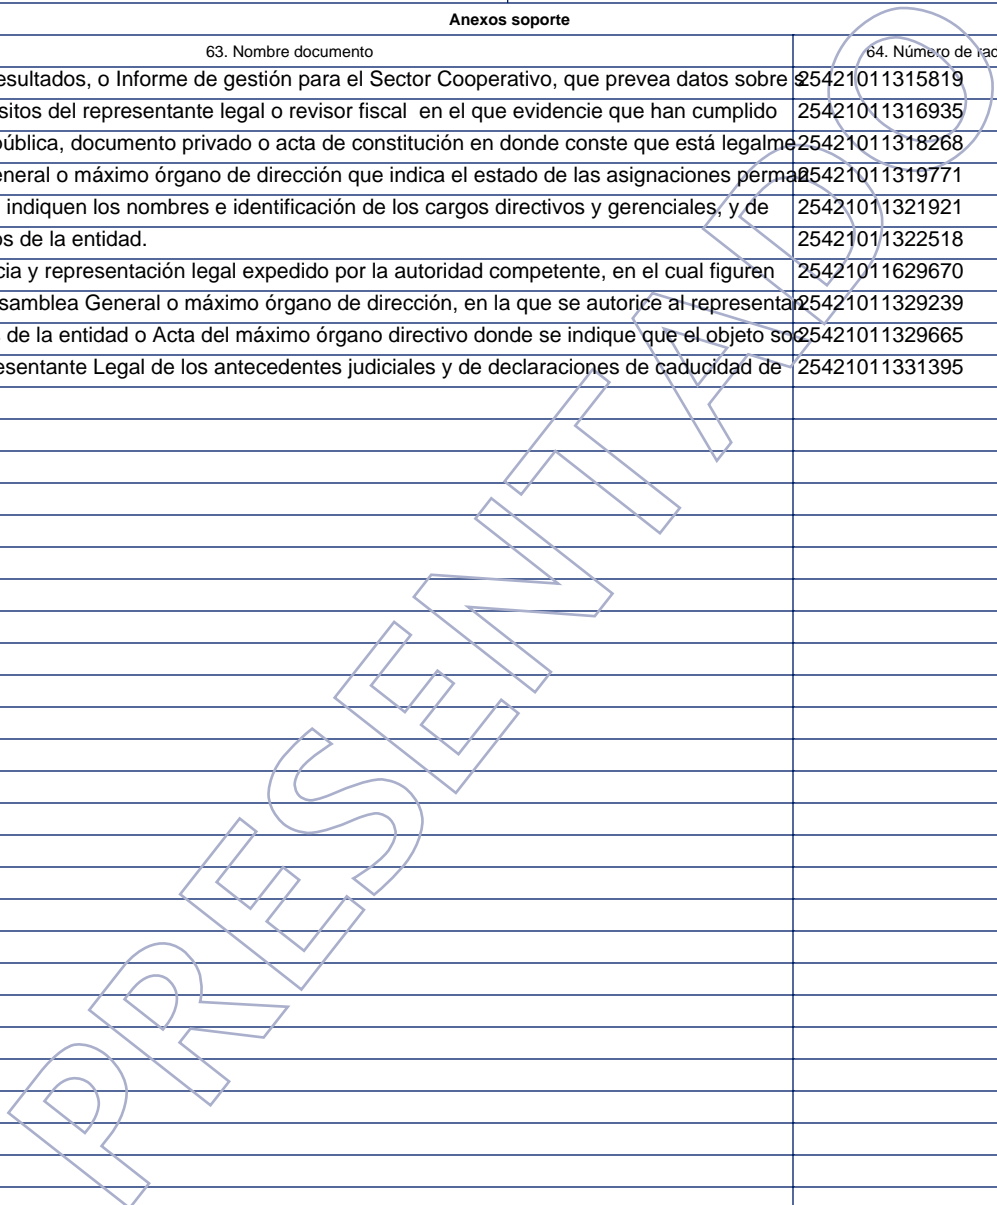 Anexos soporte
63. Nombre documento 64. Número de rad
esultados, o Informe de gestión para el Sector Cooperativo, que prevea datos sobre s 25421011315819
sitos del representante legal o revisor fiscal en el que evidencie que han cumplido 25421011316935
pública, documento privado o acta de constitución en donde conste que está legalme 25421011318268
eneral o máximo órgano de dirección que indica el estado de las asignaciones perman 25421011319771
indiquen los nombres e identificación de los cargos directivos y gerenciales, y de 25421011321921
os de la entidad. 25421011322518
cia y representación legal expedido por la autoridad competente, en el cual figuren 25421011629670
samblea General o máximo órgano de dirección, en la que se autorice al representan 25421011329239
de la entidad o Acta del máximo órgano directivo donde se indique que el objeto soc 25421011329665
esentante Legal de los antecedentes judiciales y de declaraciones de caducidad de 25421011331395
PRESENTADO